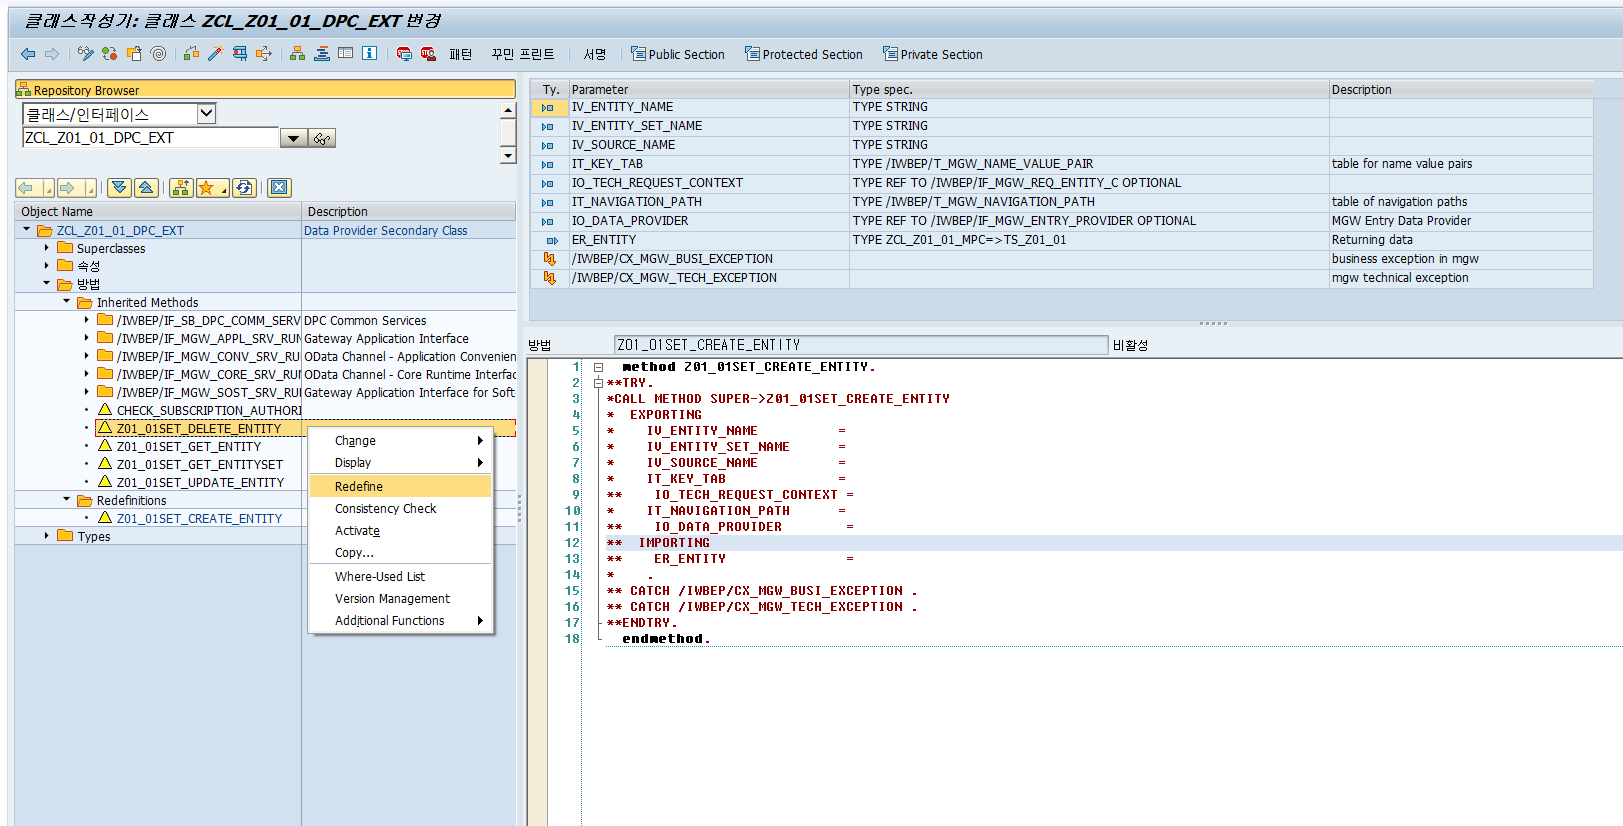 클래스작성기: 클래스 ZCL_Z01_01_DPC_EXT 변경
패턴 꾸민 프린트 서명 Public Section Protected Section Private Section
Repository Browser
클래스/인터페이스
ZCL_Z01_01_DPC_EXT
Object Name Description
ZCL_Z01_01_DPC_EXT Data Provider Secondary Class
Superclasses
속성
방법
Inherited Methods
/IWBEP/IF_SB_DPC_COMM_SERV DPC Common Services
/IWBEP/IF_MGW_APPL_SRV_RUN Gateway Application Interface
/IWBEP/IF_MGW_CONV_SRV_RU OData Channel - Application Convenien
/IWBEP/IF_MGW_CORE_SRV_RU OData Channel - Core Runtime Interfac
/IWBEP/IF_MGW_SOST_SRV_RU Gateway Application Interface for Soft
CHECK_SUBSCRIPTION_AUTHORI
Z01_01SET_DELETE_ENTITY
Z01_01SET_GET_ENTITY
Z01_01SET_GET_ENTITYSET
Z01_01SET_UPDATE_ENTITY
Redefinitions
Z01_01SET_CREATE_ENTITY
Types
Change
Display
Redefine
Consistency Check
Activate
Copy...
Where-Used List
Version Management
Additional Functions
Ty. Parameter Type spec. Description
IV_ENTITY_NAME TYPE STRING
IV_ENTITY_SET_NAME TYPE STRING
IV_SOURCE_NAME TYPE STRING
IT_KEY_TAB TYPE /IWBEP/T_MGW_NAME_VALUE_PAIR table for name value pairs
IO_TECH_REQUEST_CONTEXT TYPE REF TO /IWBEP/IF_MGW_REQ_ENTITY_C OPTIONAL
IT_NAVIGATION_PATH TYPE /IWBEP/T_MGW_NAVIGATION_PATH table of navigation paths
IO_DATA_PROVIDER TYPE REF TO /IWBEP/IF_MGW_ENTRY_PROVIDER OPTIONAL MGW Entry Data Provider
ER_ENTITY TYPE ZCL_Z01_01_MPC=>TS_Z01_01 Returning data
/IWBEP/CX_MGW_BUSI_EXCEPTION business exception in mgw
/IWBEP/CX_MGW_TECH_EXCEPTION mgw technical exception
방법 Z01_01SET_CREATE_ENTITY 비활성
1 method Z01_01SET_CREATE_ENTITY.
2 **TRY.
3 *CALL METHOD SUPER->Z01_01SET_CREATE_ENTITY
4 * EXPORTING
5 * IV_ENTITY_NAME =
6 * IV_ENTITY_SET_NAME =
7 * IV_SOURCE_NAME =
8 * IT_KEY_TAB =
9 ** IO_TECH_REQUEST_CONTEXT =
10 * IT_NAVIGATION_PATH =
11 ** IO_DATA_PROVIDER =
12 ** IMPORTING
13 ** ER_ENTITY =
14 * .
15 ** CATCH /IWBEP/CX_MGW_BUSI_EXCEPTION .
16 ** CATCH /IWBEP/CX_MGW_TECH_EXCEPTION .
17 **ENDTRY.
18 endmethod.